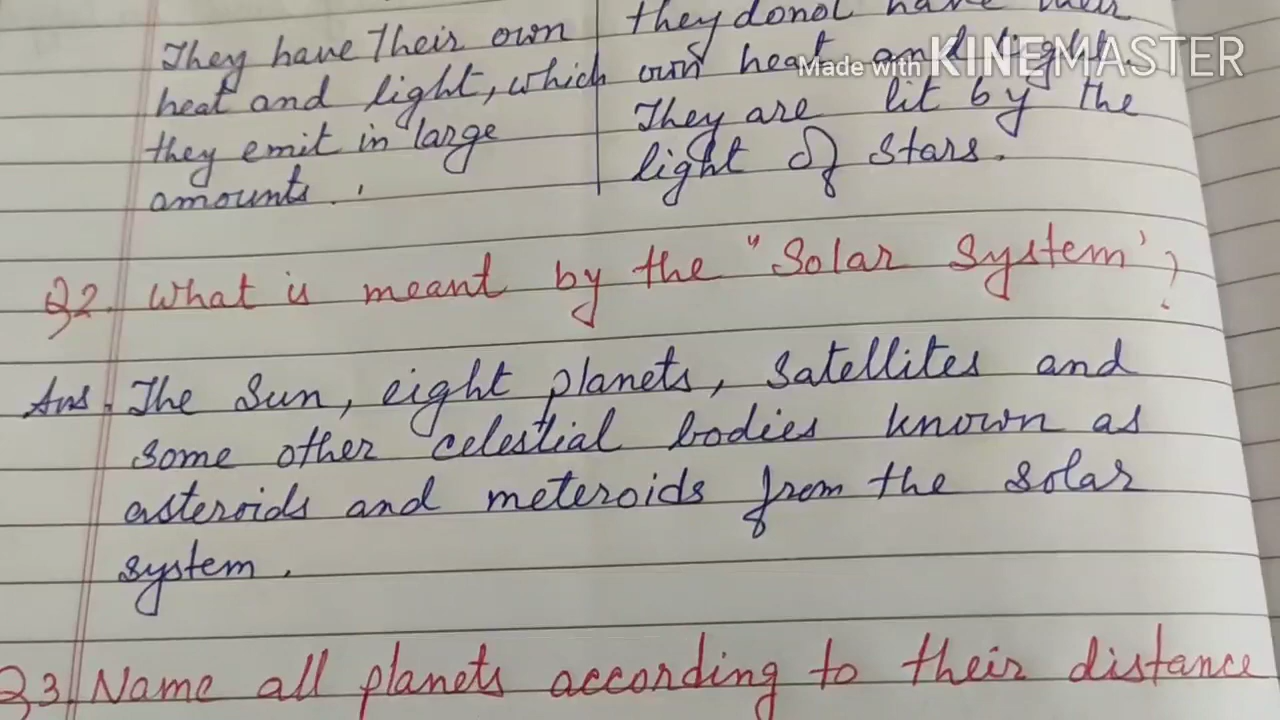 They have Their own
heat and light, which
they emit in large
amounts.
they donot have their
own heat and light.
They are lit by the
light of stars.
Made with KINEMASTER
Q2. What is meant by the "Solar System'?
Ans. The Sun, eight planets, satellites and
some other celestial bodies known as
asteroids and meteroids from the solar
system.
Q3. Name all planets according to their distance